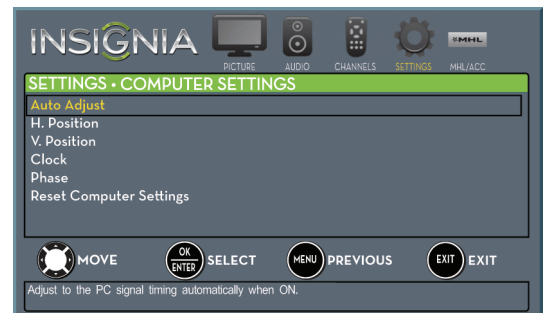 INSIGNIA
PICTURE AUDIO CHANNELS SETTINGS MHL/ACC
MHL
SETTINGS • COMPUTER SETTINGS
Auto Adjust
H. Position
V. Position
Clock
Phase
Reset Computer Settings
MOVE OK ENTER SELECT MENU PREVIOUS EXIT EXIT
Adjust to the PC signal timing automatically when ON.